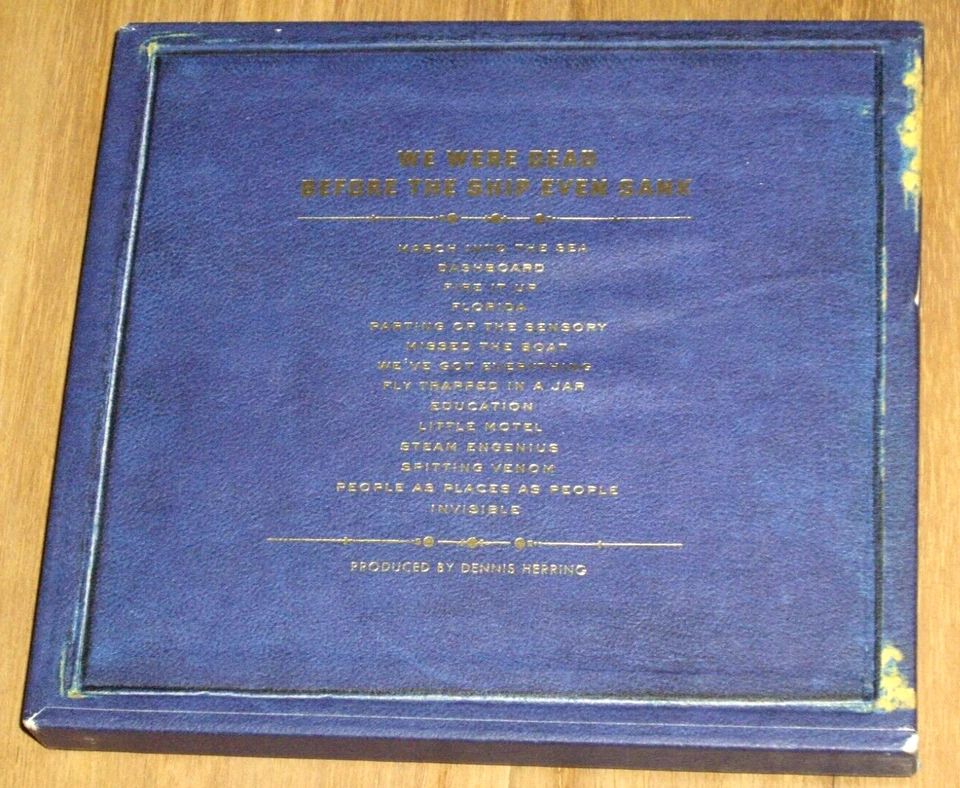 WE WERE DEAD
BEFORE THE SHIP EVEN SANK
MARCH INTO THE SEA
DASHBOARD
FIRE IT UP
FLORIDA
PARTING OF THE SENSORY
MISSED THE BOAT
WE'VE GOT EVERYTHING
FLY TRAPPED IN A JAR
EDUCATION
LITTLE MOTEL
STEAM ENGENIUS
SPITTING VENOM
PEOPLE AS PLACES AS PEOPLE
INVISIBLE
PRODUCED BY DENNIS HERRING